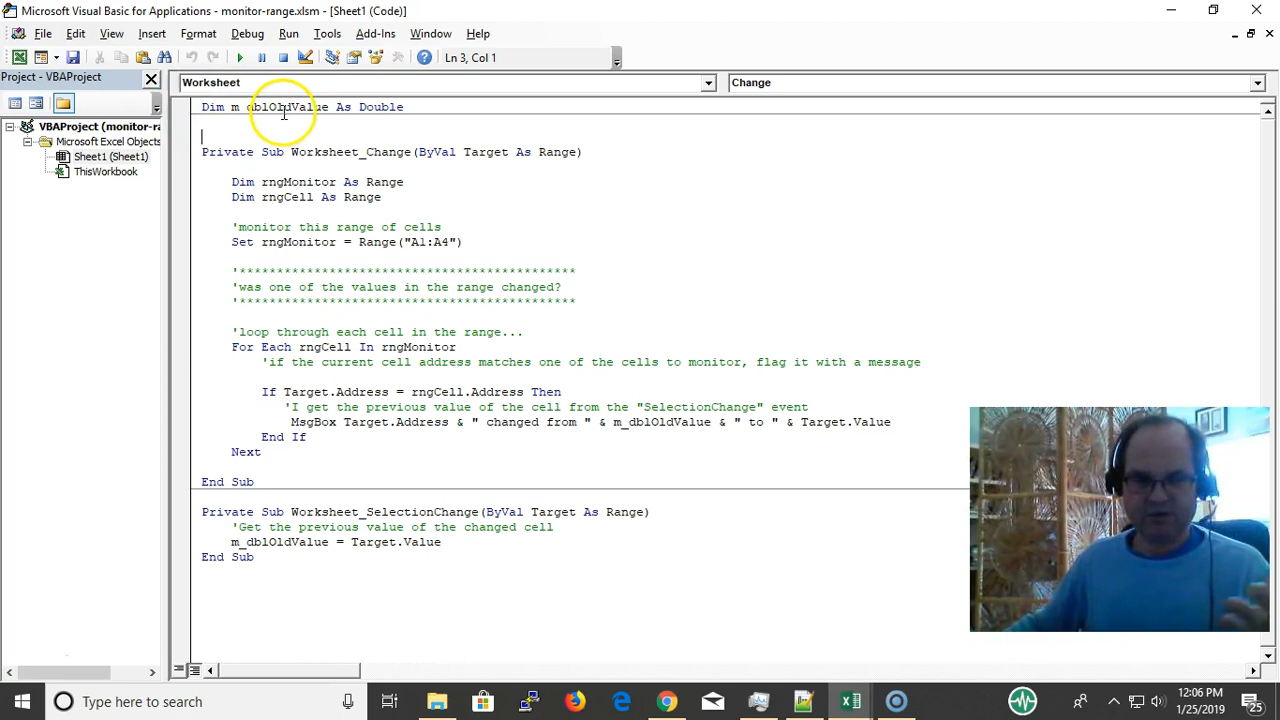 Microsoft Visual Basic for Applications - monitor-range.xlsm - [Sheet1 (Code)]
File Edit View Insert Format Debug Run Tools Add-Ins Window Help
Ln 3, Col 1
Project - VBAProject
Worksheet
Change
VBAProject (monitor-ra
Microsoft Excel Objects
Sheet1 (Sheet1)
ThisWorkbook
Dim m_dblOldValue As Double
Private Sub Worksheet_Change(ByVal Target As Range)
Dim rngMonitor As Range
Dim rngCell As Range
'monitor this range of cells
Set rngMonitor = Range("A1:A4")
'*********************************************
'was one of the values in the range changed?
'*********************************************
'loop through each cell in the range...
For Each rngCell In rngMonitor
'if the current cell address matches one of the cells to monitor, flag it with a message
If Target.Address = rngCell.Address Then
'I get the previous value of the cell from the "SelectionChange" event
MsgBox Target.Address & " changed from " & m_dblOldValue & " to " & Target.Value
End If
Next
End Sub
Private Sub Worksheet_SelectionChange(ByVal Target As Range)
'Get the previous value of the changed cell
m_dblOldValue = Target.Value
End Sub
Type here to search
12:06 PM
1/25/2019
25